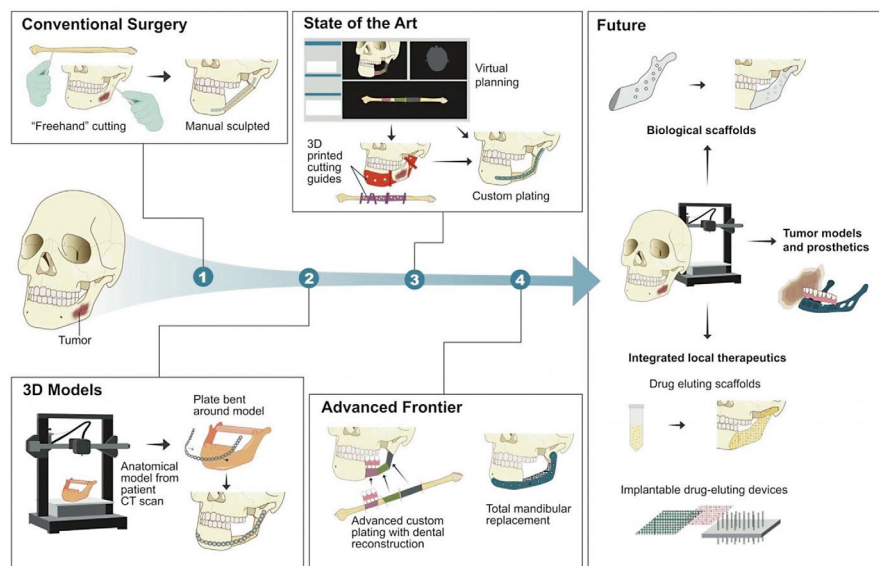 Conventional Surgery
“Freehand” cutting
Manual sculpted
State of the Art
Virtual
planning
3D
printed
cutting
guides
Custom plating
Tumor
1
2
3
4
3D Models
Plate bent
around model
Anatomical
model from
patient
CT scan
Advanced Frontier
Advanced custom
plating with dental
reconstruction
Total mandibular
replacement
Future
Biological scaffolds
Tumor models
and prosthetics
Integrated local therapeutics
Drug eluting scaffolds
Implantable drug-eluting devices